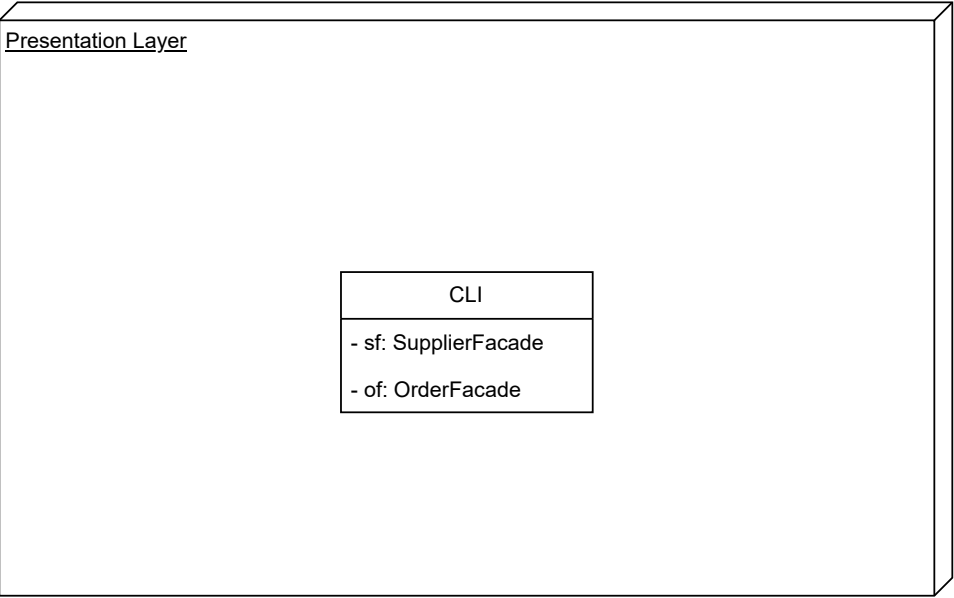 Presentation Layer
CLI
- sf: SupplierFacade
- of: OrderFacade